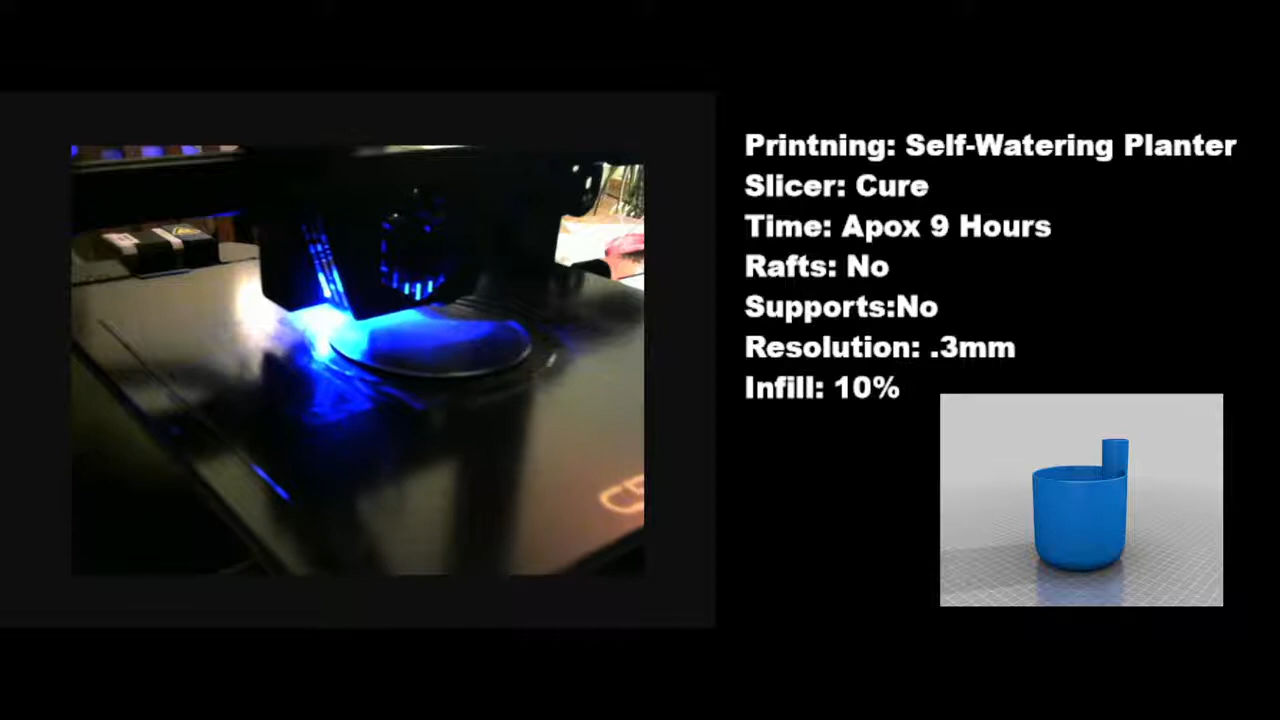 Printning: Self-Watering Planter
Slicer: Cure
Time: Apox 9 Hours
Rafts: No
Supports:No
Resolution: .3mm
Infill: 10%